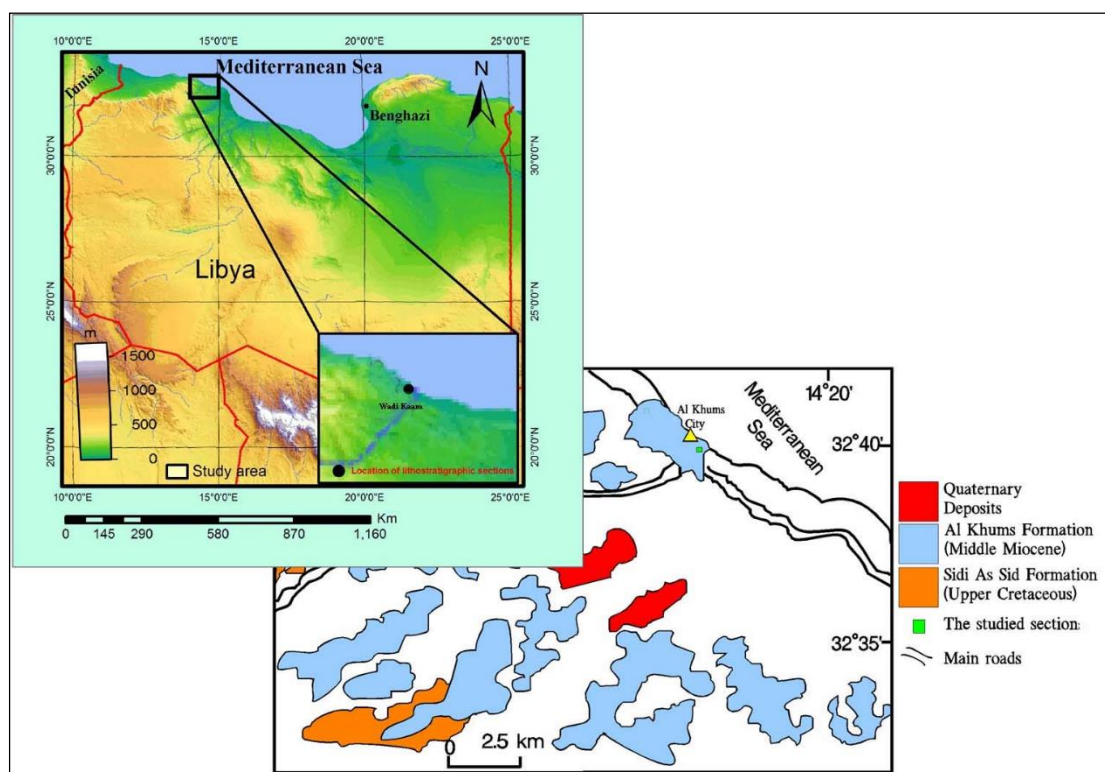 10°0'0"E
15°0'0"E
20°0'0"E
25°0'0"E
Mediterranean Sea
Tunisia
N
Benghazi
30°0'0"N
30°0'0"N
Libya
25°0'0"N
25°0'0"N
m
1500
1000
500
0
Wadi Kaam
Location of lithostratigraphic sections
20°0'0"N
20°0'0"N
Study area
10°0'0"E
15°0'0"E
20°0'0"E
25°0'0"E
Km
0 145 290 580 870 1,160
14°20'
Al Khums
City
Mediterranean
Sea
32°40'
32°35'
0 2.5 km
Quaternary
Deposits
Al Khums Formation
(Middle Miocene)
Sidi As Sid Formation
(Upper Cretaceous)
The studied section:
Main roads